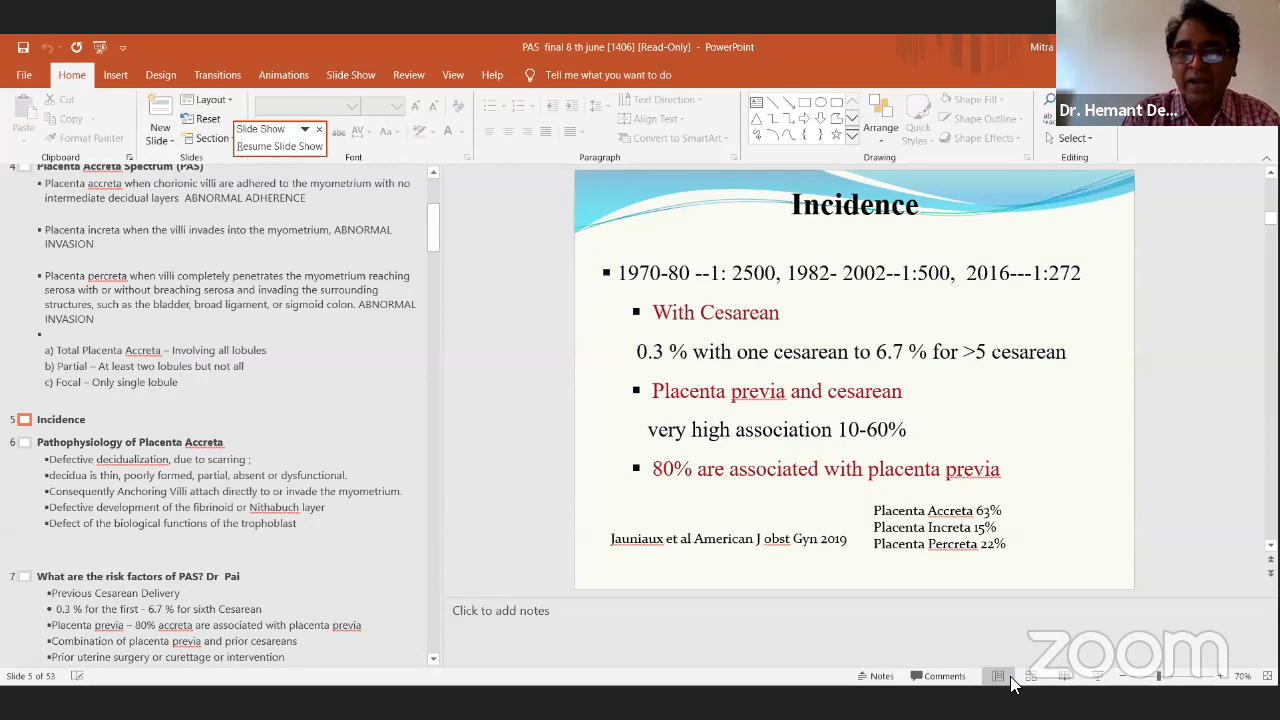 PAS final 8 th june [1406] [Read-Only] - PowerPoint
Mitra
File Home Insert Design Transitions Animations Slide Show Review View Help Tell me what you want to do
Paste
Cut
Copy
Format Painter
Clipboard
New Slide
Layout
Reset
Section
Slides
Slide Show
Resume Slide Show
Font
Text Direction
Align Text
Convert to SmartArt
Paragraph
Arrange
Quick Styles
Shape Fill
Shape Outline
Shape Effects
Drawing
Select
Editing
Dr. Hemant De...
4 Placenta Accreta Spectrum (PAS)
▪ Placenta accreta when chorionic villi are adhered to the myometrium with no
intermediate decidual layers ABNORMAL ADHERENCE
▪ Placenta increta when the villi invades into the myometrium, ABNORMAL
INVASION
▪ Placenta percreta when villi completely penetrates the myometrium reaching
serosa with or without breaching serosa and invading the surrounding
structures, such as the bladder, broad ligament, or sigmoid colon. ABNORMAL
INVASION
▪
a) Total Placenta Accreta – Involving all lobules
b) Partial – At least two lobules but not all
c) Focal – Only single lobule
5 Incidence
6 Pathophysiology of Placenta Accreta
▪Defective decidualization, due to scarring ;
▪decidua is thin, poorly formed, partial, absent or dysfunctional.
▪Consequently Anchoring Villi attach directly to or invade the myometrium.
▪Defective development of the fibrinoid or Nithabuch layer
▪Defect of the biological functions of the trophoblast
7 What are the risk factors of PAS? Dr Pai
▪Previous Cesarean Delivery
• 0.3 % for the first - 6.7 % for sixth Cesarean
▪Placenta previa – 80% accreta are associated with placenta previa
▪Combination of placenta previa and prior cesareans
▪Prior uterine surgery or curettage or intervention
Incidence
▪ 1970-80 --1: 2500, 1982- 2002--1:500, 2016---1:272
▪ With Cesarean
0.3 % with one cesarean to 6.7 % for >5 cesarean
▪ Placenta previa and cesarean
very high association 10-60%
▪ 80% are associated with placenta previa
Placenta Accreta 63%
Placenta Increta 15%
Placenta Percreta 22%
Jauniaux et al American J obst Gyn 2019
Click to add notes
Slide 5 of 53
Notes
Comments
70%
zoom